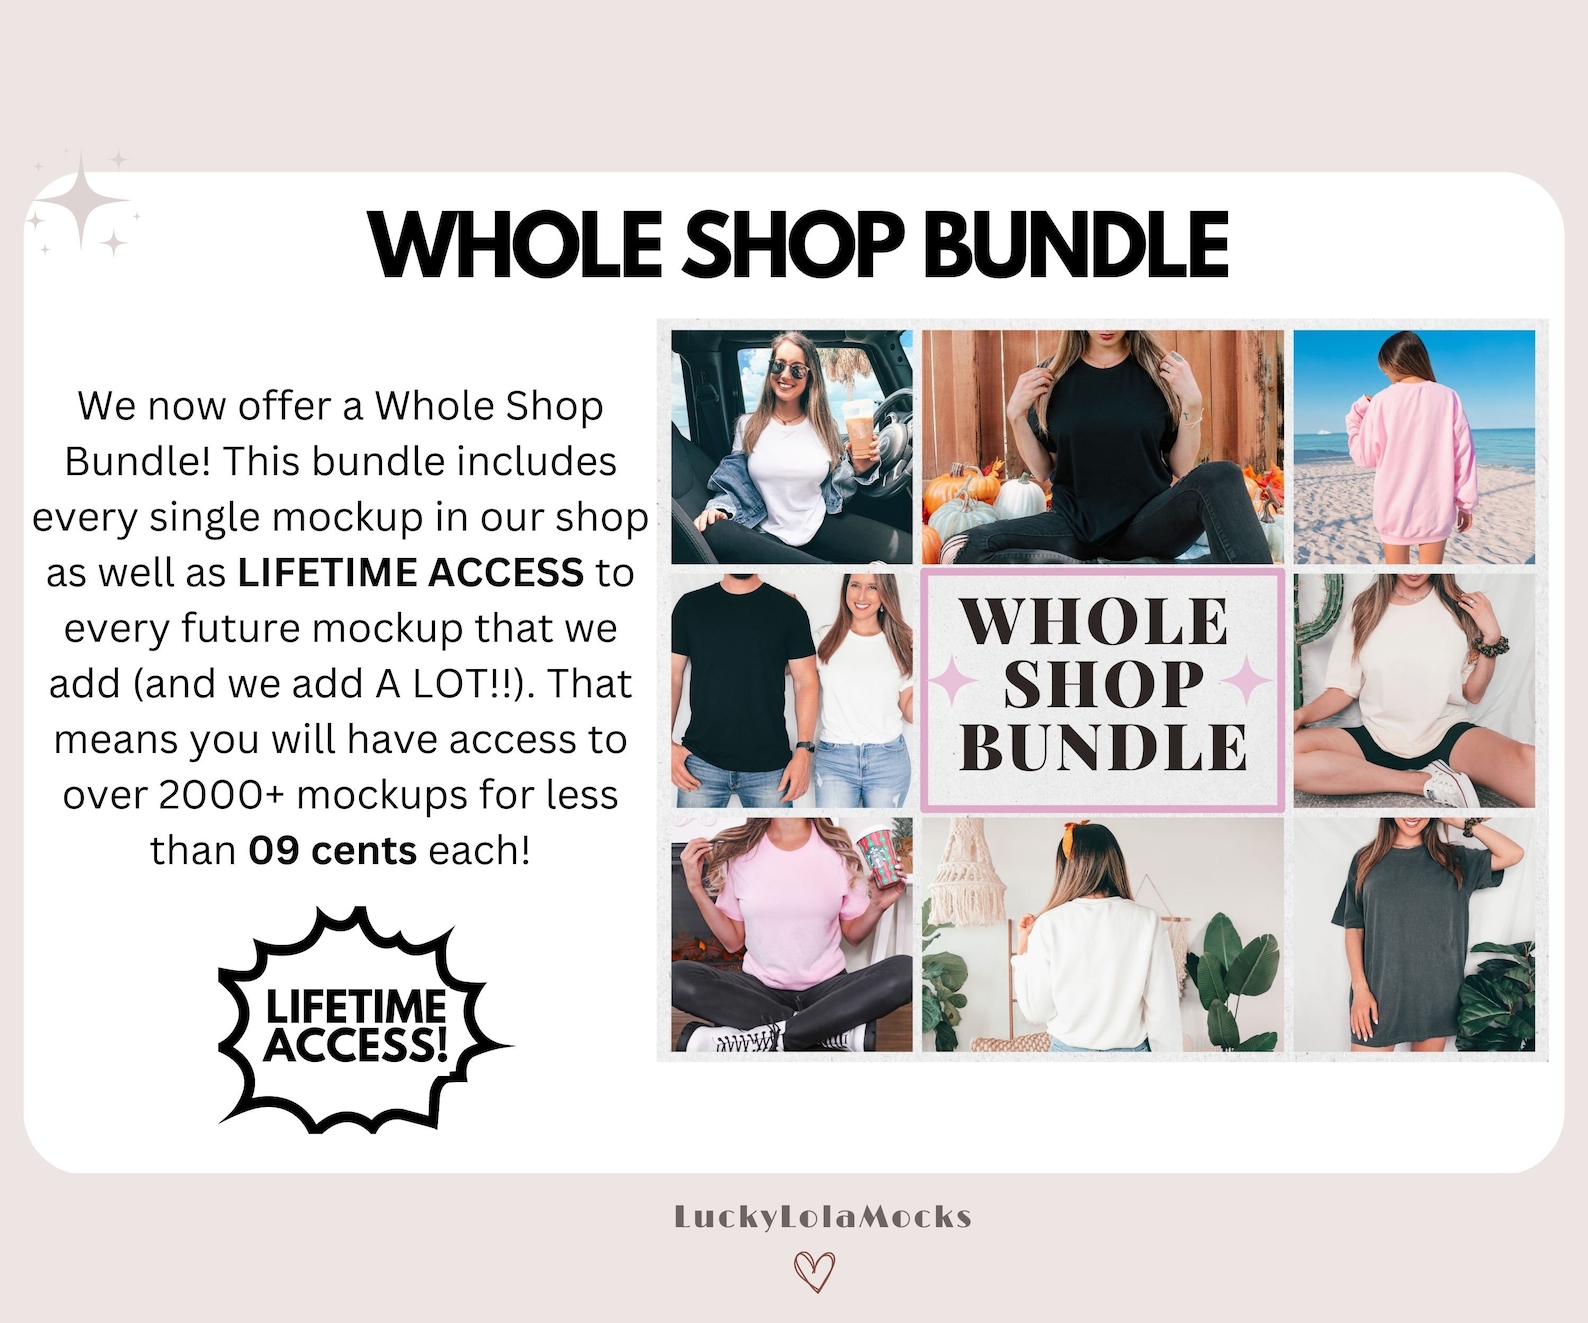 WHOLE SHOP BUNDLE
We now offer a Whole Shop
Bundle! This bundle includes
every single mockup in our shop
as well as LIFETIME ACCESS to
every future mockup that we
add (and we add A LOT!!). That
means you will have access to
over 2000+ mockups for less
than 09 cents each!
LIFETIME
ACCESS!
WHOLE
SHOP
BUNDLE
LuckyLolaMocks